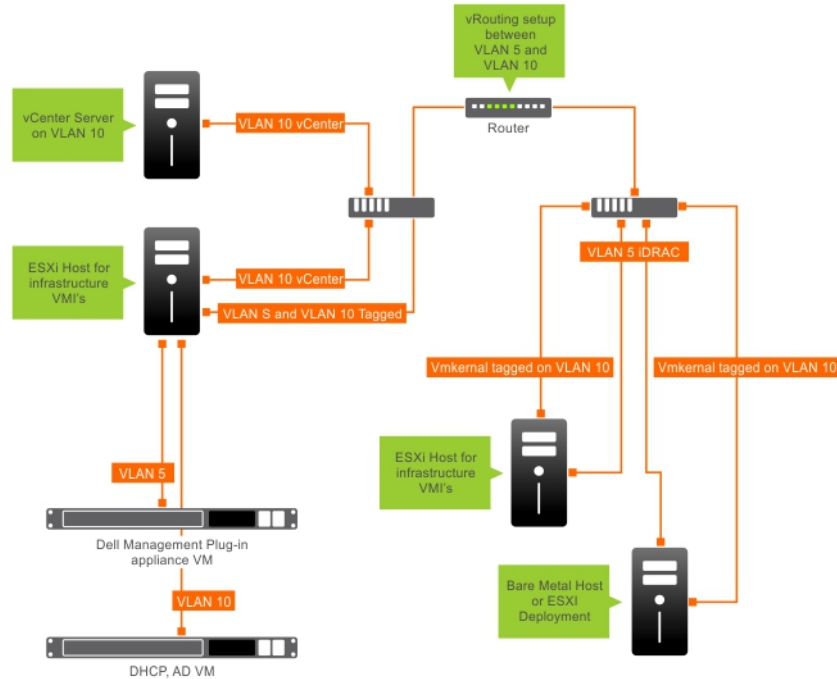 vRouting setup
between
VLAN 5 and
VLAN 10
vCenter Server
on VLAN 10
VLAN 10 vCenter
Router
ESXi Host for
infrastructure
VMI's
VLAN 10 vCenter
VLAN S and VLAN 10 Tagged
VLAN 5 iDRAC
Vmkernal tagged on VLAN 10
Vmkernal tagged on VLAN 10
ESXi Host for
infrastructure
VMI's
VLAN 5
Dell Management Plug-in
appliance VM
Bare Metal Host
or ESXI
Deployment
VLAN 10
DHCP, AD VM